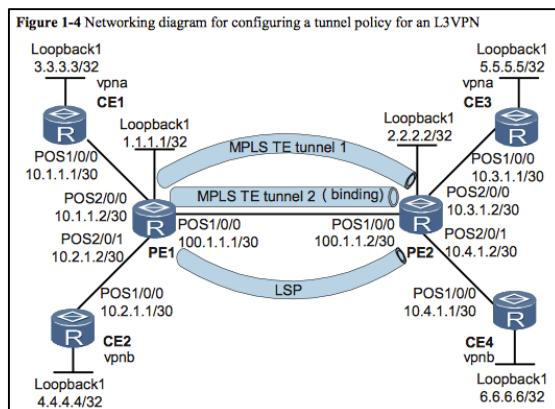 Figure 1-4 Networking diagram for configuring a tunnel policy for an L3VPN
Loopback1
3.3.3.3/32
vpna
CE1
R
POS1/0/0
10.1.1.1/30
Loopback1
1.1.1.1/32
POS2/0/0
10.1.1.2/30
POS2/0/1
10.2.1.2/30
R
PE1
POS1/0/0
100.1.1.1/30
POS1/0/0
10.2.1.1/30
R
CE2
vpnb
Loopback1
4.4.4.4/32
MPLS TE tunnel 1
MPLS TE tunnel 2 (binding)
LSP
Loopback1
2.2.2.2/32
POS1/0/0
100.1.1.2/30
R
PE2
Loopback1
5.5.5.5/32
vpna
CE3
R
POS1/0/0
10.3.1.1/30
POS2/0/0
10.3.1.2/30
POS2/0/1
10.4.1.2/30
POS1/0/0
10.4.1.1/30
R
CE4
vpnb
Loopback1
6.6.6.6/32